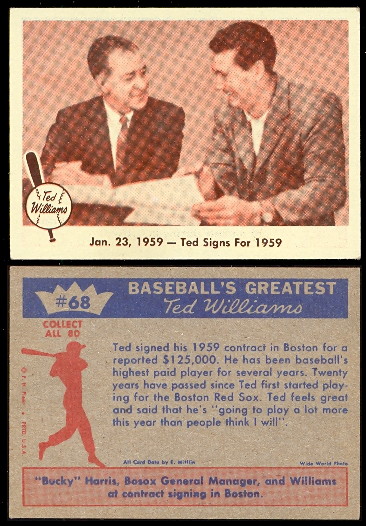 Ted
Williams
Jan. 23, 1959 — Ted Signs For 1959
#68
BASEBALL'S GREATEST
Ted Williams
COLLECT
ALL 80
Ted signed his 1959 contract in Boston for a
reported $125,000. He has been baseball's
highest paid player for several years. Twenty
years have passed since Ted first started play-
ing for the Boston Red Sox. Ted feels great
and said that he's "going to play a lot more
this year than people think I will".
All Card Data by E. Mifflin
Wide World Photo
"Bucky" Harris, Bosox General Manager, and Williams
at contract signing in Boston.